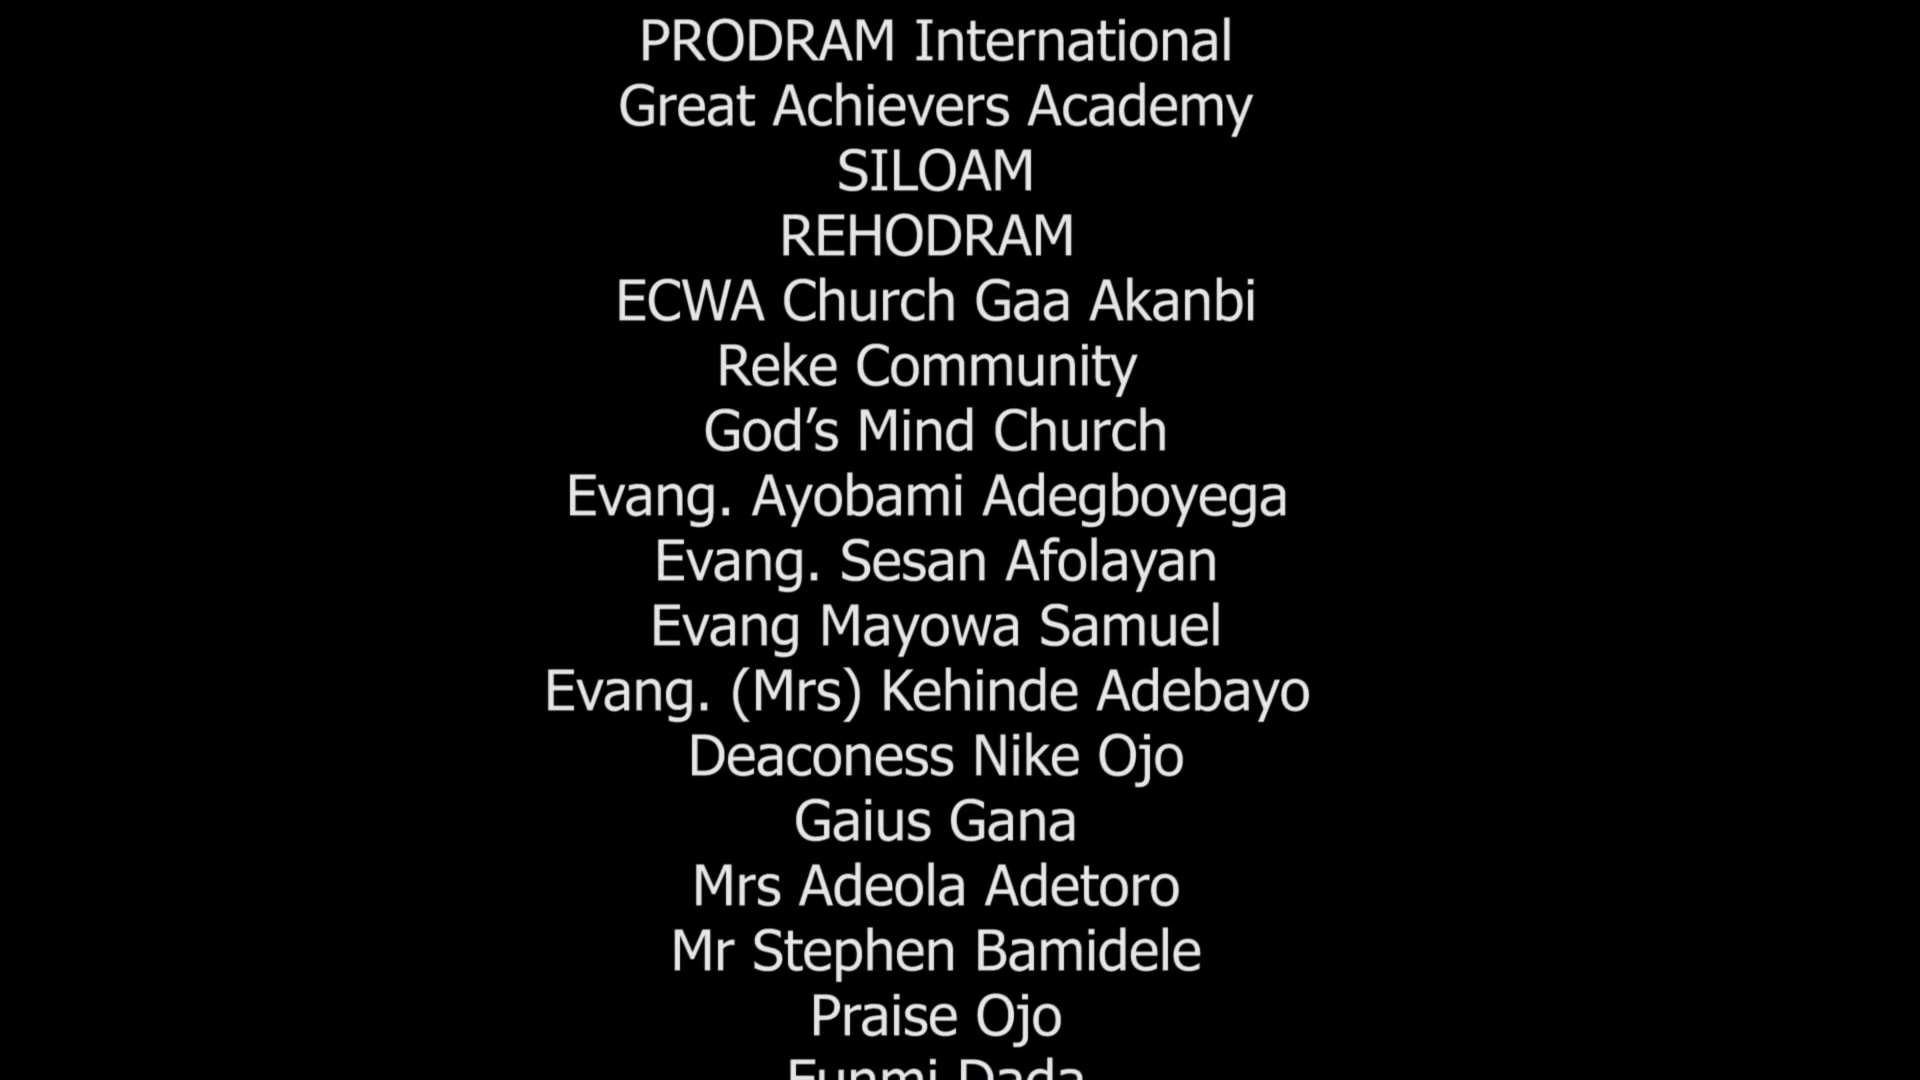 PRODRAM International
Great Achievers Academy
SILOAM
REHODRAM
ECWA Church Gaa Akanbi
Reke Community
God’s Mind Church
Evang. Ayobami Adegboyega
Evang. Sesan Afolayan
Evang Mayowa Samuel
Evang. (Mrs) Kehinde Adebayo
Deaconess Nike Ojo
Gaius Gana
Mrs Adeola Adetoro
Mr Stephen Bamidele
Praise Ojo
Funmi Dada